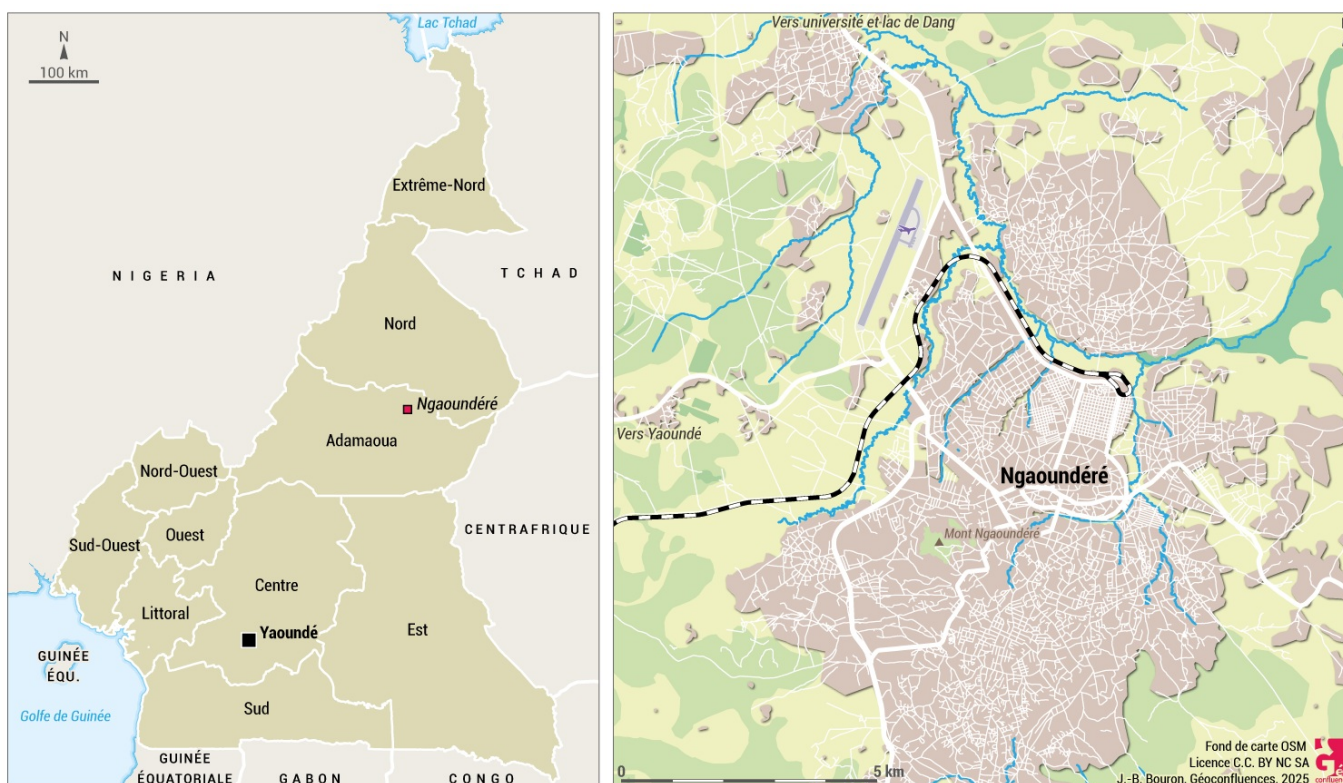 Lac Tchad
N
100 km
Extrême-Nord
NIGERIA
TCHAD
Nord
Ngaoundéré
Adamaoua
Nord-Ouest
Ouest
Sud-Ouest
CENTRAFRIQUE
Centre
Littoral
Yaoundé
Est
GUINÉE
ÉQU.
Golfe de Guinée
Sud
GUINÉE
ÉQUATORIALE
GABON
CONGO
Vers université et lac de Dang
Vers Yaoundé
Ngaoundéré
Mont Ngaoundéré
0
5 km
Fond de carte OSM
Licence C.C. BY NC SA
J.-B. Bouron, Géoconfluences, 2025